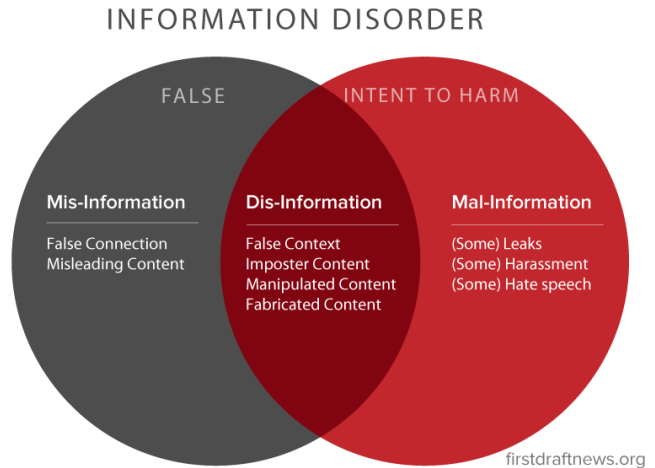 INFORMATION DISORDER
FALSE
INTENT TO HARM
Mis-Information
False Connection
Misleading Content
Dis-Information
False Context
Imposter Content
Manipulated Content
Fabricated Content
Mal-Information
(Some) Leaks
(Some) Harassment
(Some) Hate speech
firstdraftnews.org